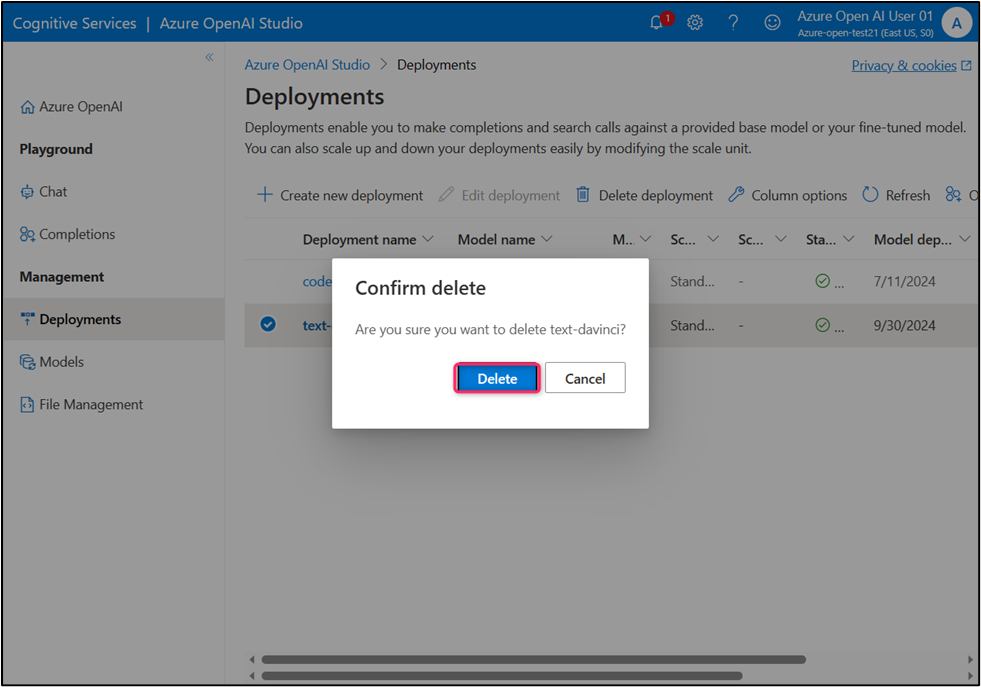 Cognitive Services | Azure OpenAI Studio
1
Azure Open AI User 01
Azure-open-test21 (East US, S0)
A
Azure OpenAI Studio > Deployments
Privacy & cookies
Deployments
Deployments enable you to make completions and search calls against a provided base model or your fine-tuned model.
You can also scale up and down your deployments easily by modifying the scale unit.
Azure OpenAI
Playground
Chat
Completions
Management
Deployments
Models
File Management
Create new deployment Edit deployment Delete deployment Column options Refresh O
Deployment name Model name M... Sc... Sc... Sta... Model dep...
code Stand... - ... 7/11/2024
text- Stand... - ... 9/30/2024
Confirm delete
Are you sure you want to delete text-davinci?
Delete Cancel